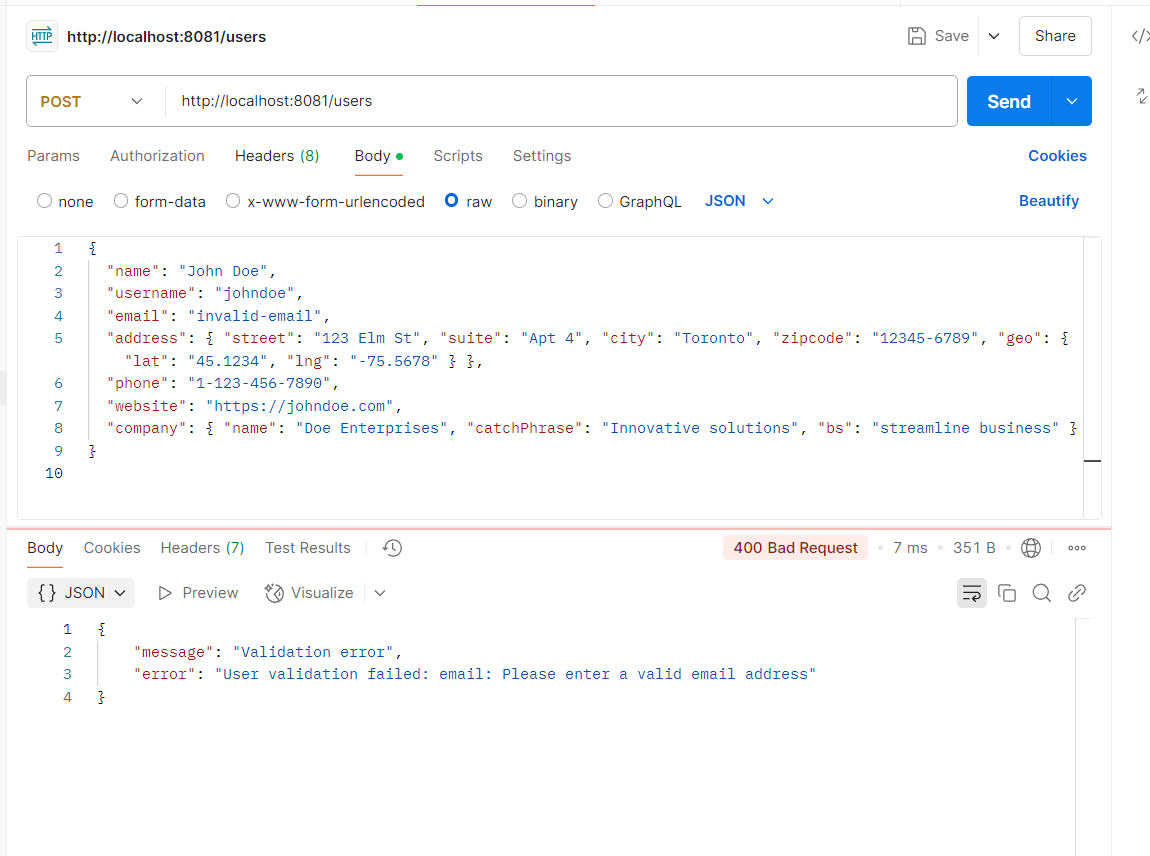 HTTP http://localhost:8081/users Save Share
POST http://localhost:8081/users Send
Params Authorization Headers (8) Body Scripts Settings Cookies
none form-data x-www-form-urlencoded raw binary GraphQL JSON Beautify
1 {
2 "name": "John Doe",
3 "username": "johndoe",
4 "email": "invalid-email",
5 "address": { "street": "123 Elm St", "suite": "Apt 4", "city": "Toronto", "zipcode": "12345-6789", "geo": {
"lat": "45.1234", "lng": "-75.5678" } },
6 "phone": "1-123-456-7890",
7 "website": "https://johndoe.com",
8 "company": { "name": "Doe Enterprises", "catchPhrase": "Innovative solutions", "bs": "streamline business" }
9 }
10
Body Cookies Headers (7) Test Results 400 Bad Request 7 ms 351 B
{} JSON Preview Visualize
1 {
2 "message": "Validation error",
3 "error": "User validation failed: email: Please enter a valid email address"
4 }